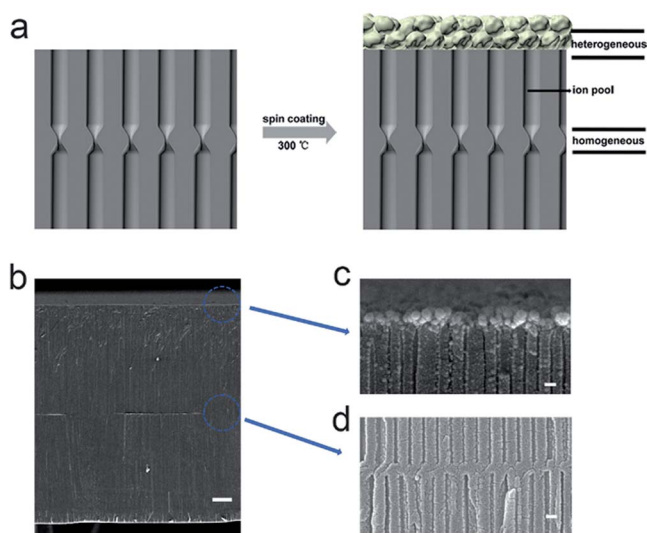 a
spin coating
300 ℃
heterogeneous
ion pool
homogeneous
b
c
d